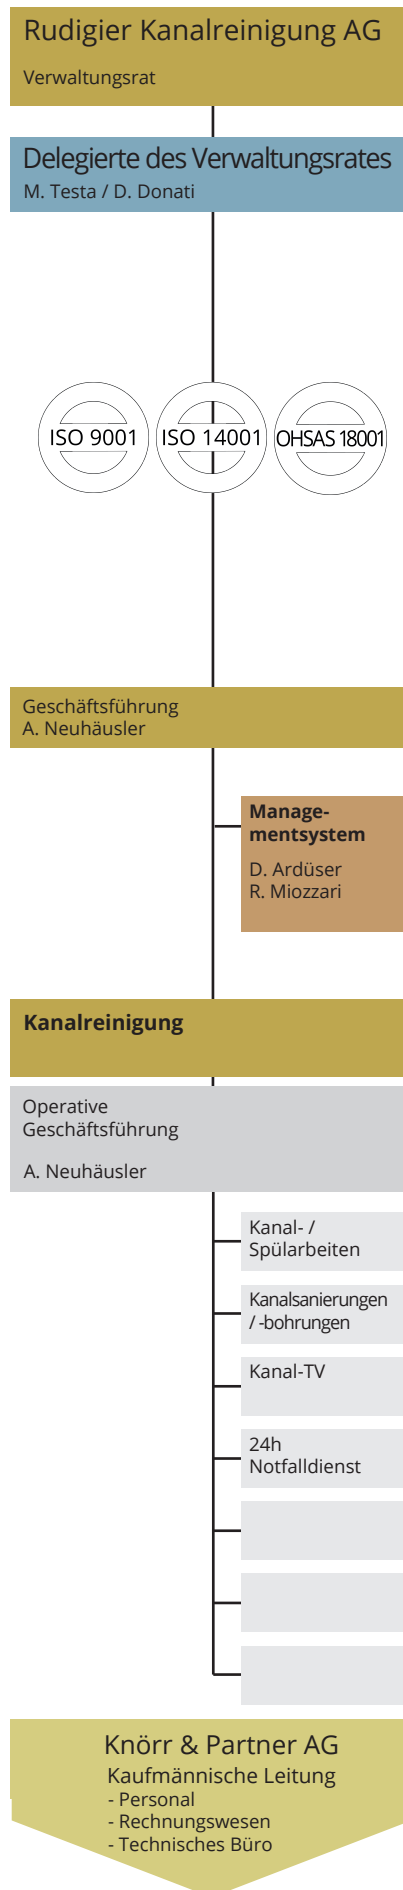 Rudigier Kanalreinigung AG
Verwaltungsrat
Delegierte des Verwaltungsrates
M. Testa / D. Donati
ISO 9001
ISO 14001
OHSAS 18001
Geschäftsführung
A. Neuhäusler
Manage-
mentsystem
D. Ardüser
R. Miozzari
Kanalreinigung
Operative
Geschäftsführung
A. Neuhäusler
Kanal- /
Spülarbeiten
Kanalsanierungen
/ -bohrungen
Kanal-TV
24h
Notfalldienst
Knörr & Partner AG
Kaufmännische Leitung
- Personal
- Rechnungswesen
- Technisches Büro